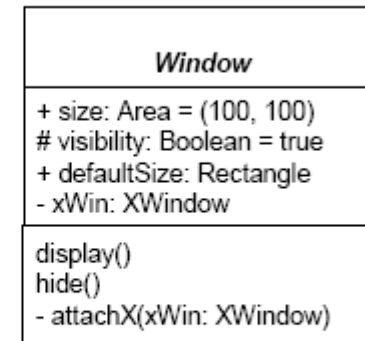 Window
+ size: Area = (100, 100)
# visibility: Boolean = true
+ defaultSize: Rectangle
- xWin: XWindow
display()
hide()
- attachX(xWin: XWindow)